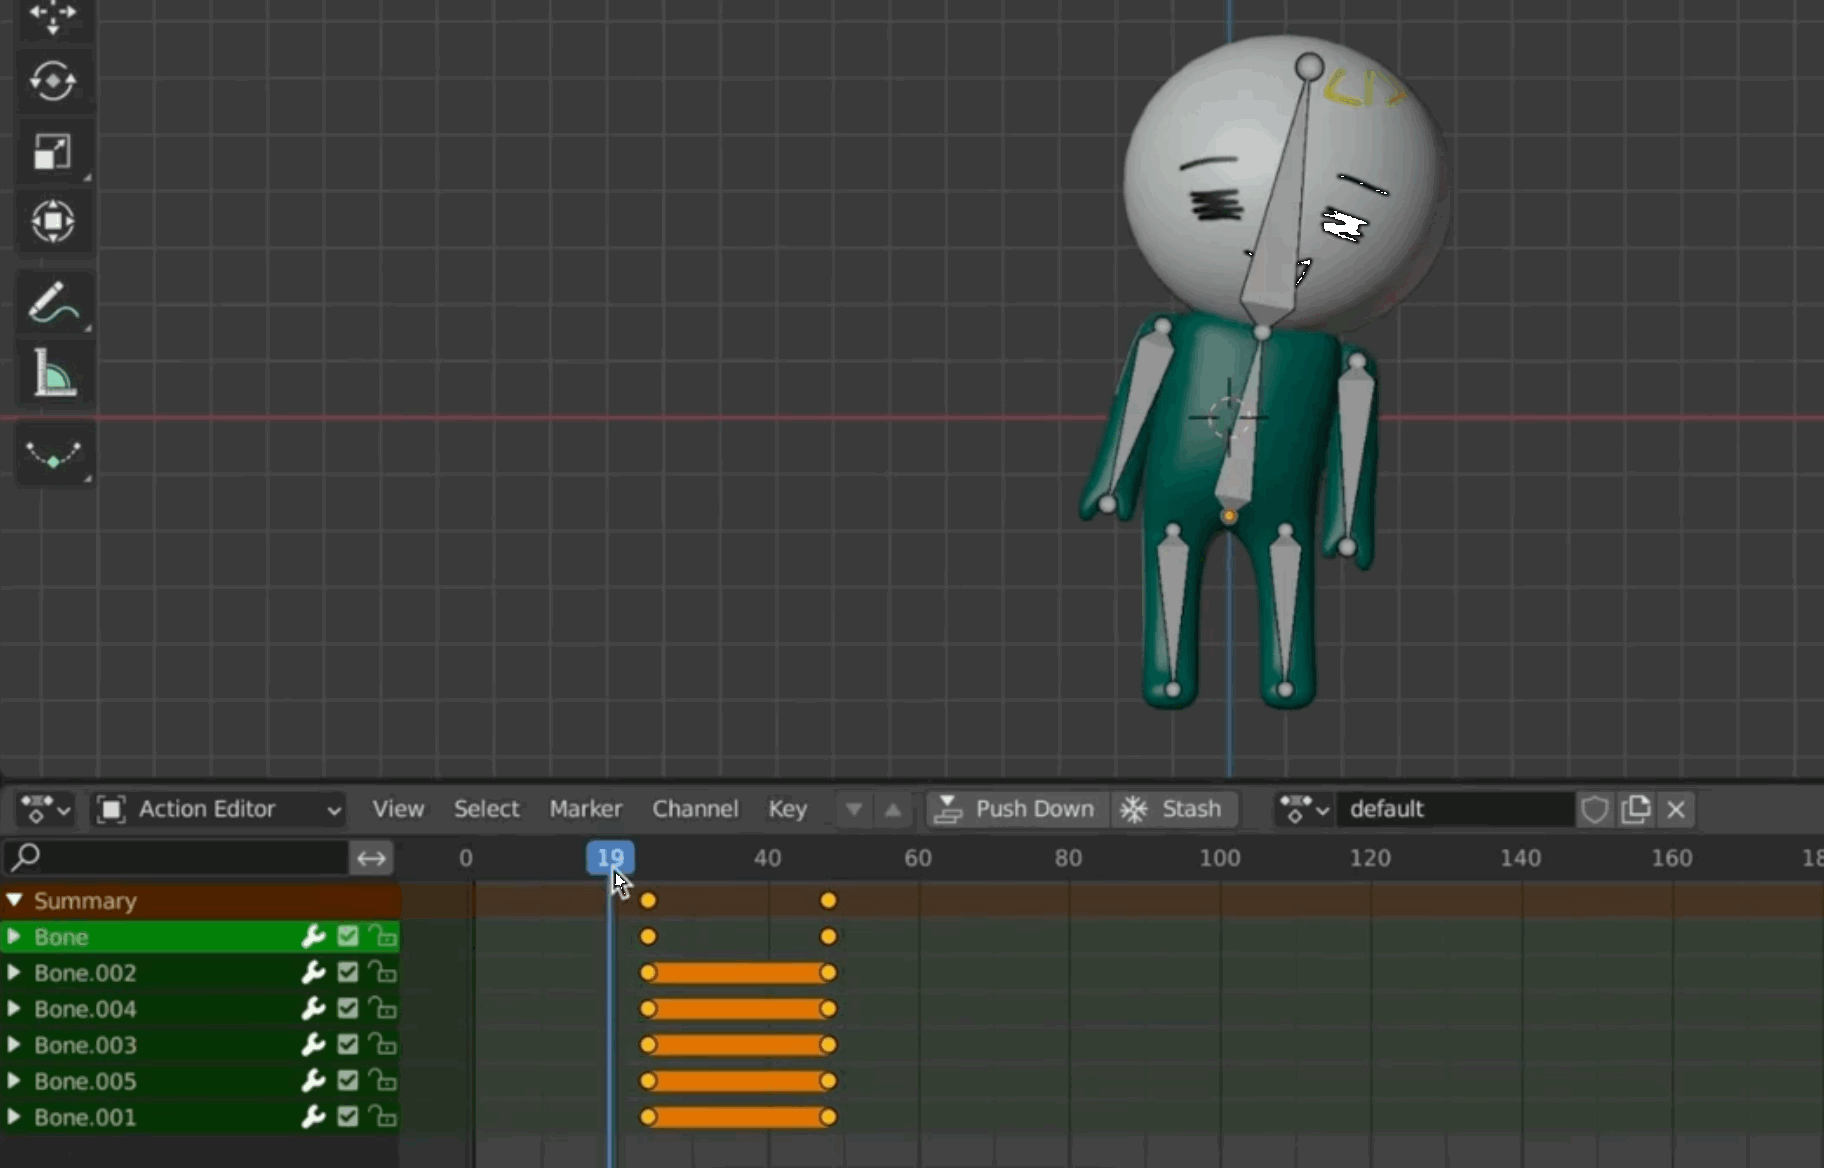 </>
Action Editor View Select Marker Channel Key Push Down Stash default
0 19 40 60 80 100 120 140 160 18
Summary
Bone
Bone.002
Bone.004
Bone.003
Bone.005
Bone.001